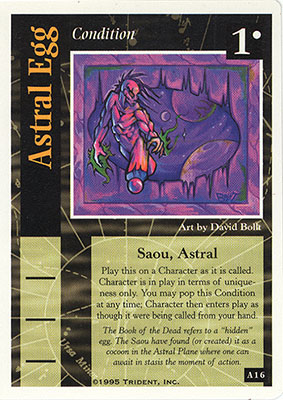 Astral Egg
Condition
1•
Art by David Bolt
Saou, Astral
Play this on a Character as it is called.
Character is in play in terms of unique-
ness only. You may pop this Condition
at any time; Character then enters play as
though it were being called from your hand.
The Book of the Dead refers to a "hidden"
egg. The Saou have found (or created) it as a
cocoon in the Astral Plane where one can
await in stasis the moment of action.
Ursa Min
©1995 TRIDENT, INC.
A16